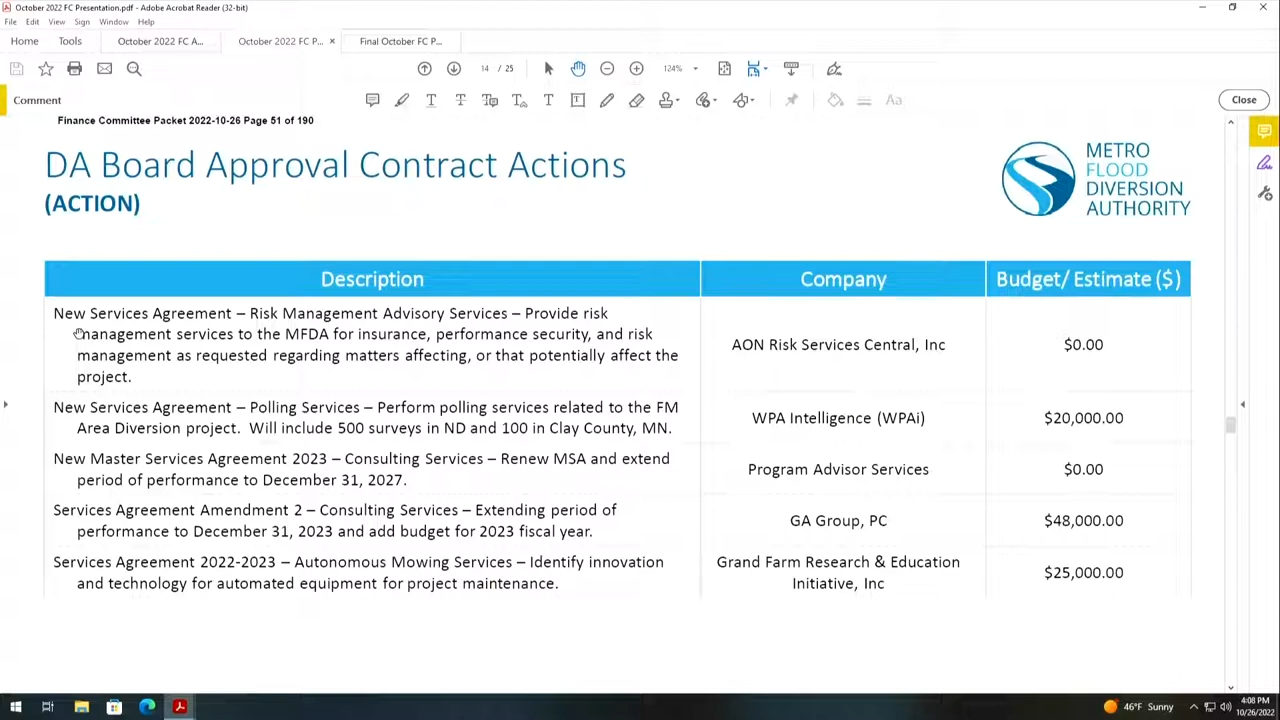 October 2022 FC Presentation.pdf - Adobe Acrobat Reader (32-bit)
File Edit View Sign Window Help
Home Tools October 2022 FC A... October 2022 FC P... × Final October FC P...
14 / 25 124%
Comment Close
Finance Committee Packet 2022-10-26 Page 51 of 190
DA Board Approval Contract Actions
(ACTION)
METRO
FLOOD
DIVERSION
AUTHORITY
Description Company Budget/ Estimate ($)
New Services Agreement – Risk Management Advisory Services – Provide risk
management services to the MFDA for insurance, performance security, and risk
management as requested regarding matters affecting, or that potentially affect the
project.
AON Risk Services Central, Inc $0.00
New Services Agreement – Polling Services – Perform polling services related to the FM
Area Diversion project. Will include 500 surveys in ND and 100 in Clay County, MN.
WPA Intelligence (WPAi) $20,000.00
New Master Services Agreement 2023 – Consulting Services – Renew MSA and extend
period of performance to December 31, 2027.
Program Advisor Services $0.00
Services Agreement Amendment 2 – Consulting Services – Extending period of
performance to December 31, 2023 and add budget for 2023 fiscal year.
GA Group, PC $48,000.00
Services Agreement 2022-2023 – Autonomous Mowing Services – Identify innovation
and technology for automated equipment for project maintenance.
Grand Farm Research & Education
Initiative, Inc
$25,000.00
46°F Sunny
4:08 PM
10/26/2022